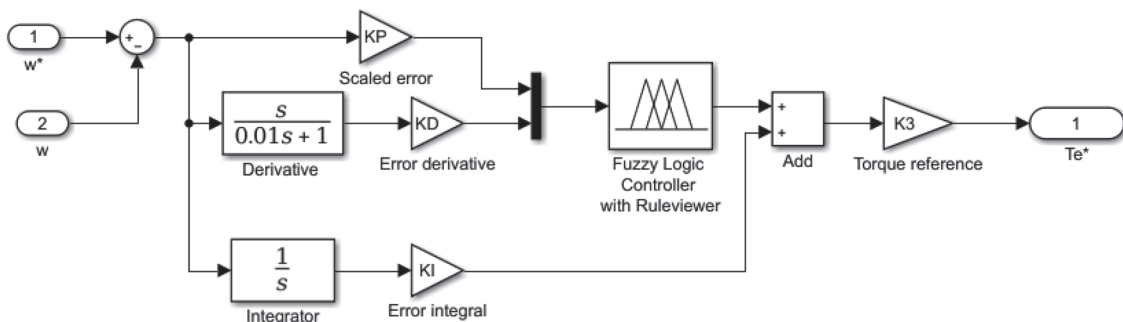 1
w*
2
w
+
−
KP
Scaled error
s
0.01s + 1
Derivative
KD
Error derivative
1
s
Integrator
KI
Error integral
Fuzzy Logic
Controller
with Ruleviewer
+
+
Add
K3
Torque reference
1
Te*